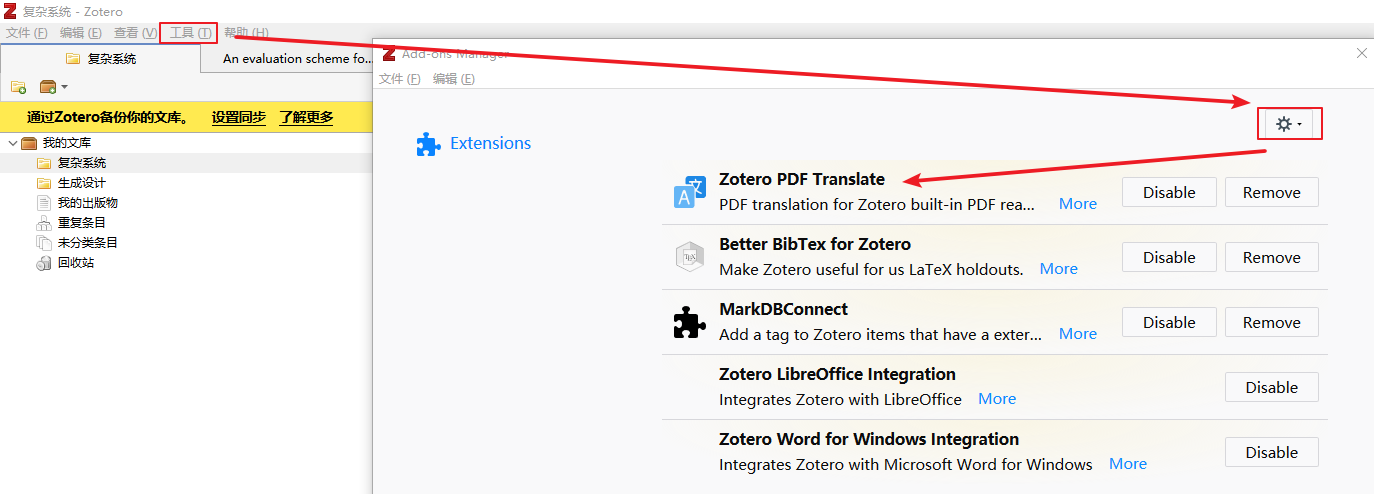 复杂系统 - Zotero
文件 (F) 编辑 (E) 查看 (V) 工具 (T) 帮助 (H)
复杂系统
An evaluation scheme fo...
通过Zotero备份你的文库。 设置同步 了解更多
我的文库
复杂系统
生成设计
我的出版物
重复条目
未分类条目
回收站
Add-ons Manager
文件 (F) 编辑 (E)
Extensions
Zotero PDF Translate
PDF translation for Zotero built-in PDF rea... More
Disable Remove
Better BibTex for Zotero
Make Zotero useful for us LaTeX holdouts. More
Disable Remove
MarkDBConnect
Add a tag to Zotero items that have a exter... More
Disable Remove
Zotero LibreOffice Integration
Integrates Zotero with LibreOffice More
Disable
Zotero Word for Windows Integration
Integrates Zotero with Microsoft Word for Windows More
Disable